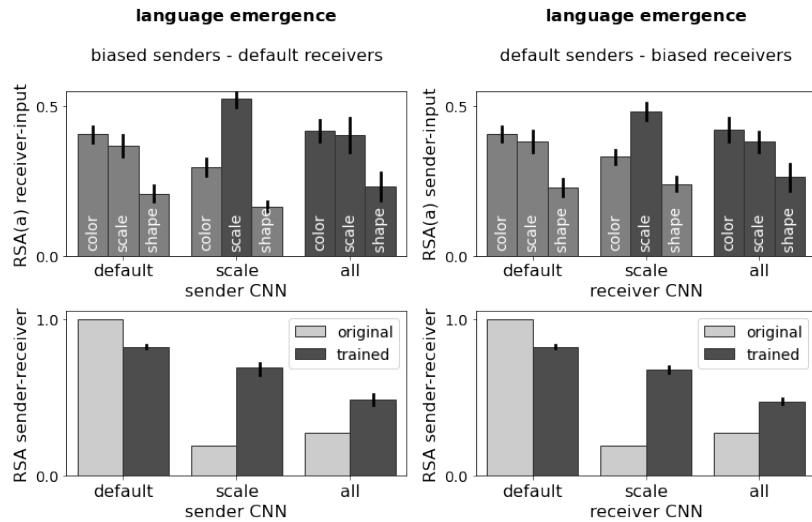 language emergence
biased senders - default receivers
RSA(a) receiver-input
0.5
0.0
color
scale
shape
color
scale
shape
color
scale
shape
default
scale
all
sender CNN
language emergence
default senders - biased receivers
RSA(a) sender-input
0.5
0.0
color
scale
shape
color
scale
shape
color
scale
shape
default
scale
all
receiver CNN
RSA sender-receiver
1.0
0.0
original
trained
default
scale
all
sender CNN
RSA sender-receiver
1.0
0.0
original
trained
default
scale
all
receiver CNN